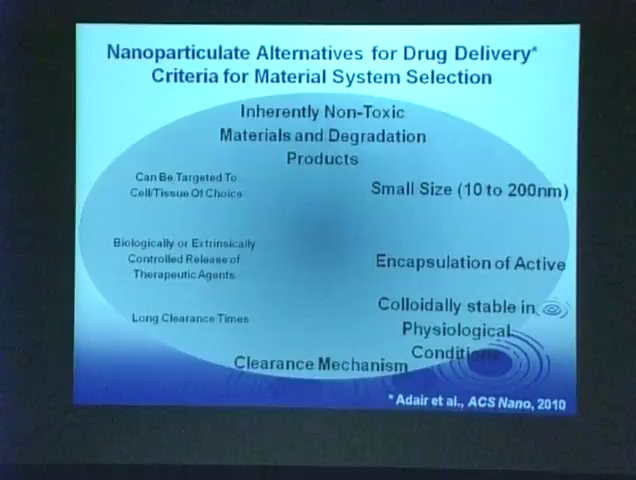 Nanoparticulate Alternatives for Drug Delivery*
Criteria for Material System Selection
Inherently Non-Toxic
Materials and Degradation
Products
Can Be Targeted To
Cell/Tissue Of Choice
Small Size (10 to 200nm)
Biologically or Extrinsically
Controlled Release of
Therapeutic Agents
Encapsulation of Active
Long Clearance Times
Colloidally stable in
Physiological
Conditions
Clearance Mechanism
* Adair et al., ACS Nano, 2010